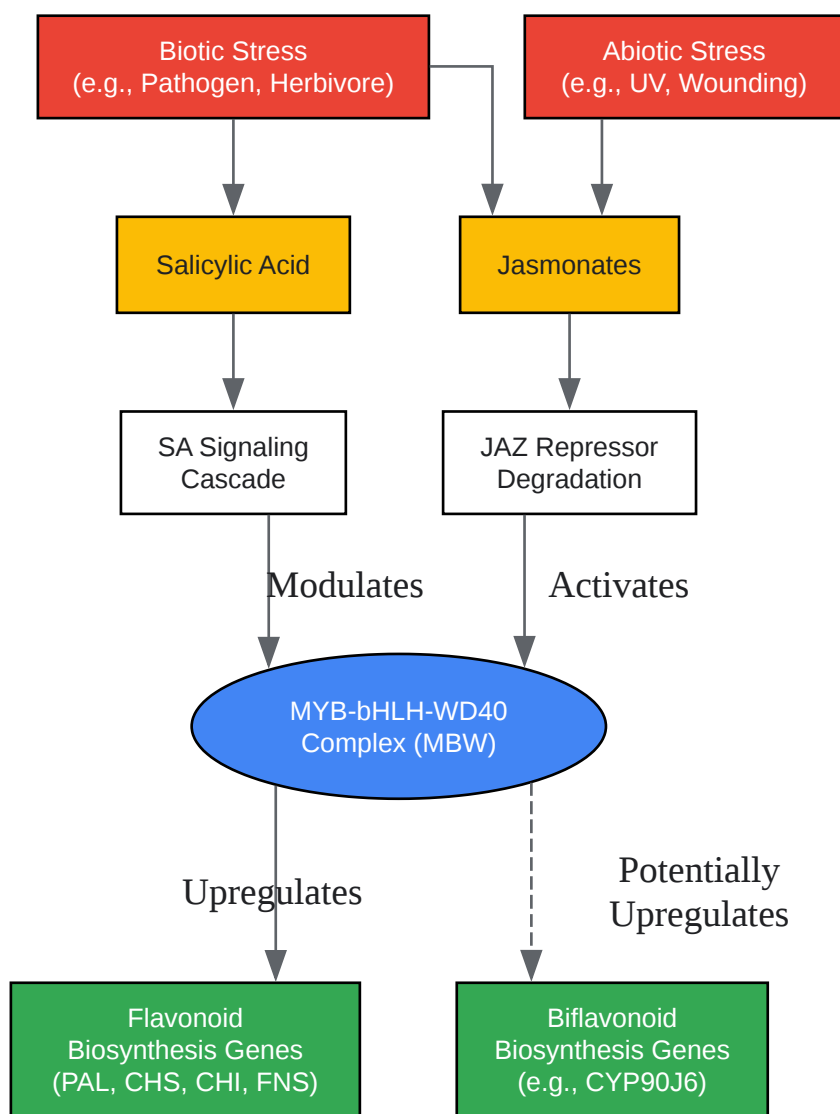 Biotic Stress
(e.g., Pathogen, Herbivore)
Abiotic Stress
(e.g., UV, Wounding)
Salicylic Acid
Jasmonates
SA Signaling
Cascade
JAZ Repressor
Degradation
Modulates
Activates
MYB-bHLH-WD40
Complex (MBW)
Upregulates
Potentially
Upregulates
Flavonoid
Biosynthesis Genes
(PAL, CHS, CHI, FNS)
Biflavonoid
Biosynthesis Genes
(e.g., CYP90J6)